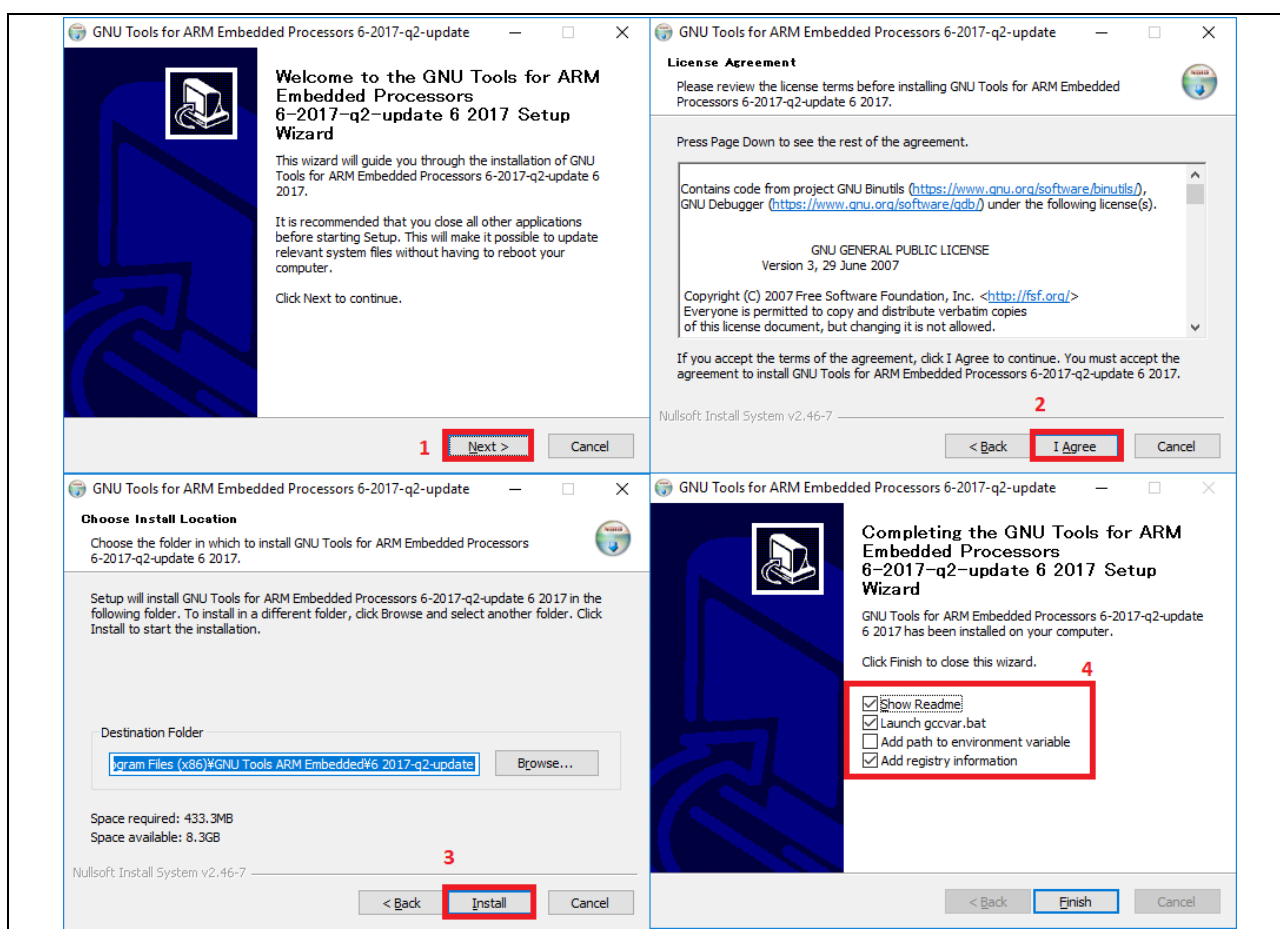 GNU Tools for ARM Embedded Processors 6-2017-q2-update
Welcome to the GNU Tools for ARM
Embedded Processors
6-2017-q2-update 6 2017 Setup
Wizard
This wizard will guide you through the installation of GNU
Tools for ARM Embedded Processors 6-2017-q2-update 6
2017.
It is recommended that you close all other applications
before starting Setup. This will make it possible to update
relevant system files without having to reboot your
computer.
Click Next to continue.
1
Next >
Cancel
GNU Tools for ARM Embedded Processors 6-2017-q2-update
License Agreement
Please review the license terms before installing GNU Tools for ARM Embedded
Processors 6-2017-q2-update 6 2017.
Press Page Down to see the rest of the agreement.
Contains code from project GNU Binutils (https://www.gnu.org/software/binutils/),
GNU Debugger (https://www.gnu.org/software/gdb/) under the following license(s).
GNU GENERAL PUBLIC LICENSE
Version 3, 29 June 2007
Copyright (C) 2007 Free Software Foundation, Inc. <http://fsf.org/>
Everyone is permitted to copy and distribute verbatim copies
of this license document, but changing it is not allowed.
If you accept the terms of the agreement, click I Agree to continue. You must accept the
agreement to install GNU Tools for ARM Embedded Processors 6-2017-q2-update 6 2017.
2
Nullsoft Install System v2.46-7
< Back
I Agree
Cancel
GNU Tools for ARM Embedded Processors 6-2017-q2-update
Choose Install Location
Choose the folder in which to install GNU Tools for ARM Embedded Processors
6-2017-q2-update 6 2017.
Setup will install GNU Tools for ARM Embedded Processors 6-2017-q2-update 6 2017 in the
following folder. To install in a different folder, click Browse and select another folder. Click
Install to start the installation.
Destination Folder
ogram Files (x86)¥GNU Tools ARM Embedded¥6 2017-q2-update
Browse...
Space required: 433.3MB
Space available: 8.3GB
3
Nullsoft Install System v2.46-7
< Back
Install
Cancel
GNU Tools for ARM Embedded Processors 6-2017-q2-update
Completing the GNU Tools for ARM
Embedded Processors
6-2017-q2-update 6 2017 Setup
Wizard
GNU Tools for ARM Embedded Processors 6-2017-q2-update
6 2017 has been installed on your computer.
Click Finish to close this wizard.
4
Show Readme
Launch gccvar.bat
Add path to environment variable
Add registry information
< Back
Finish
Cancel